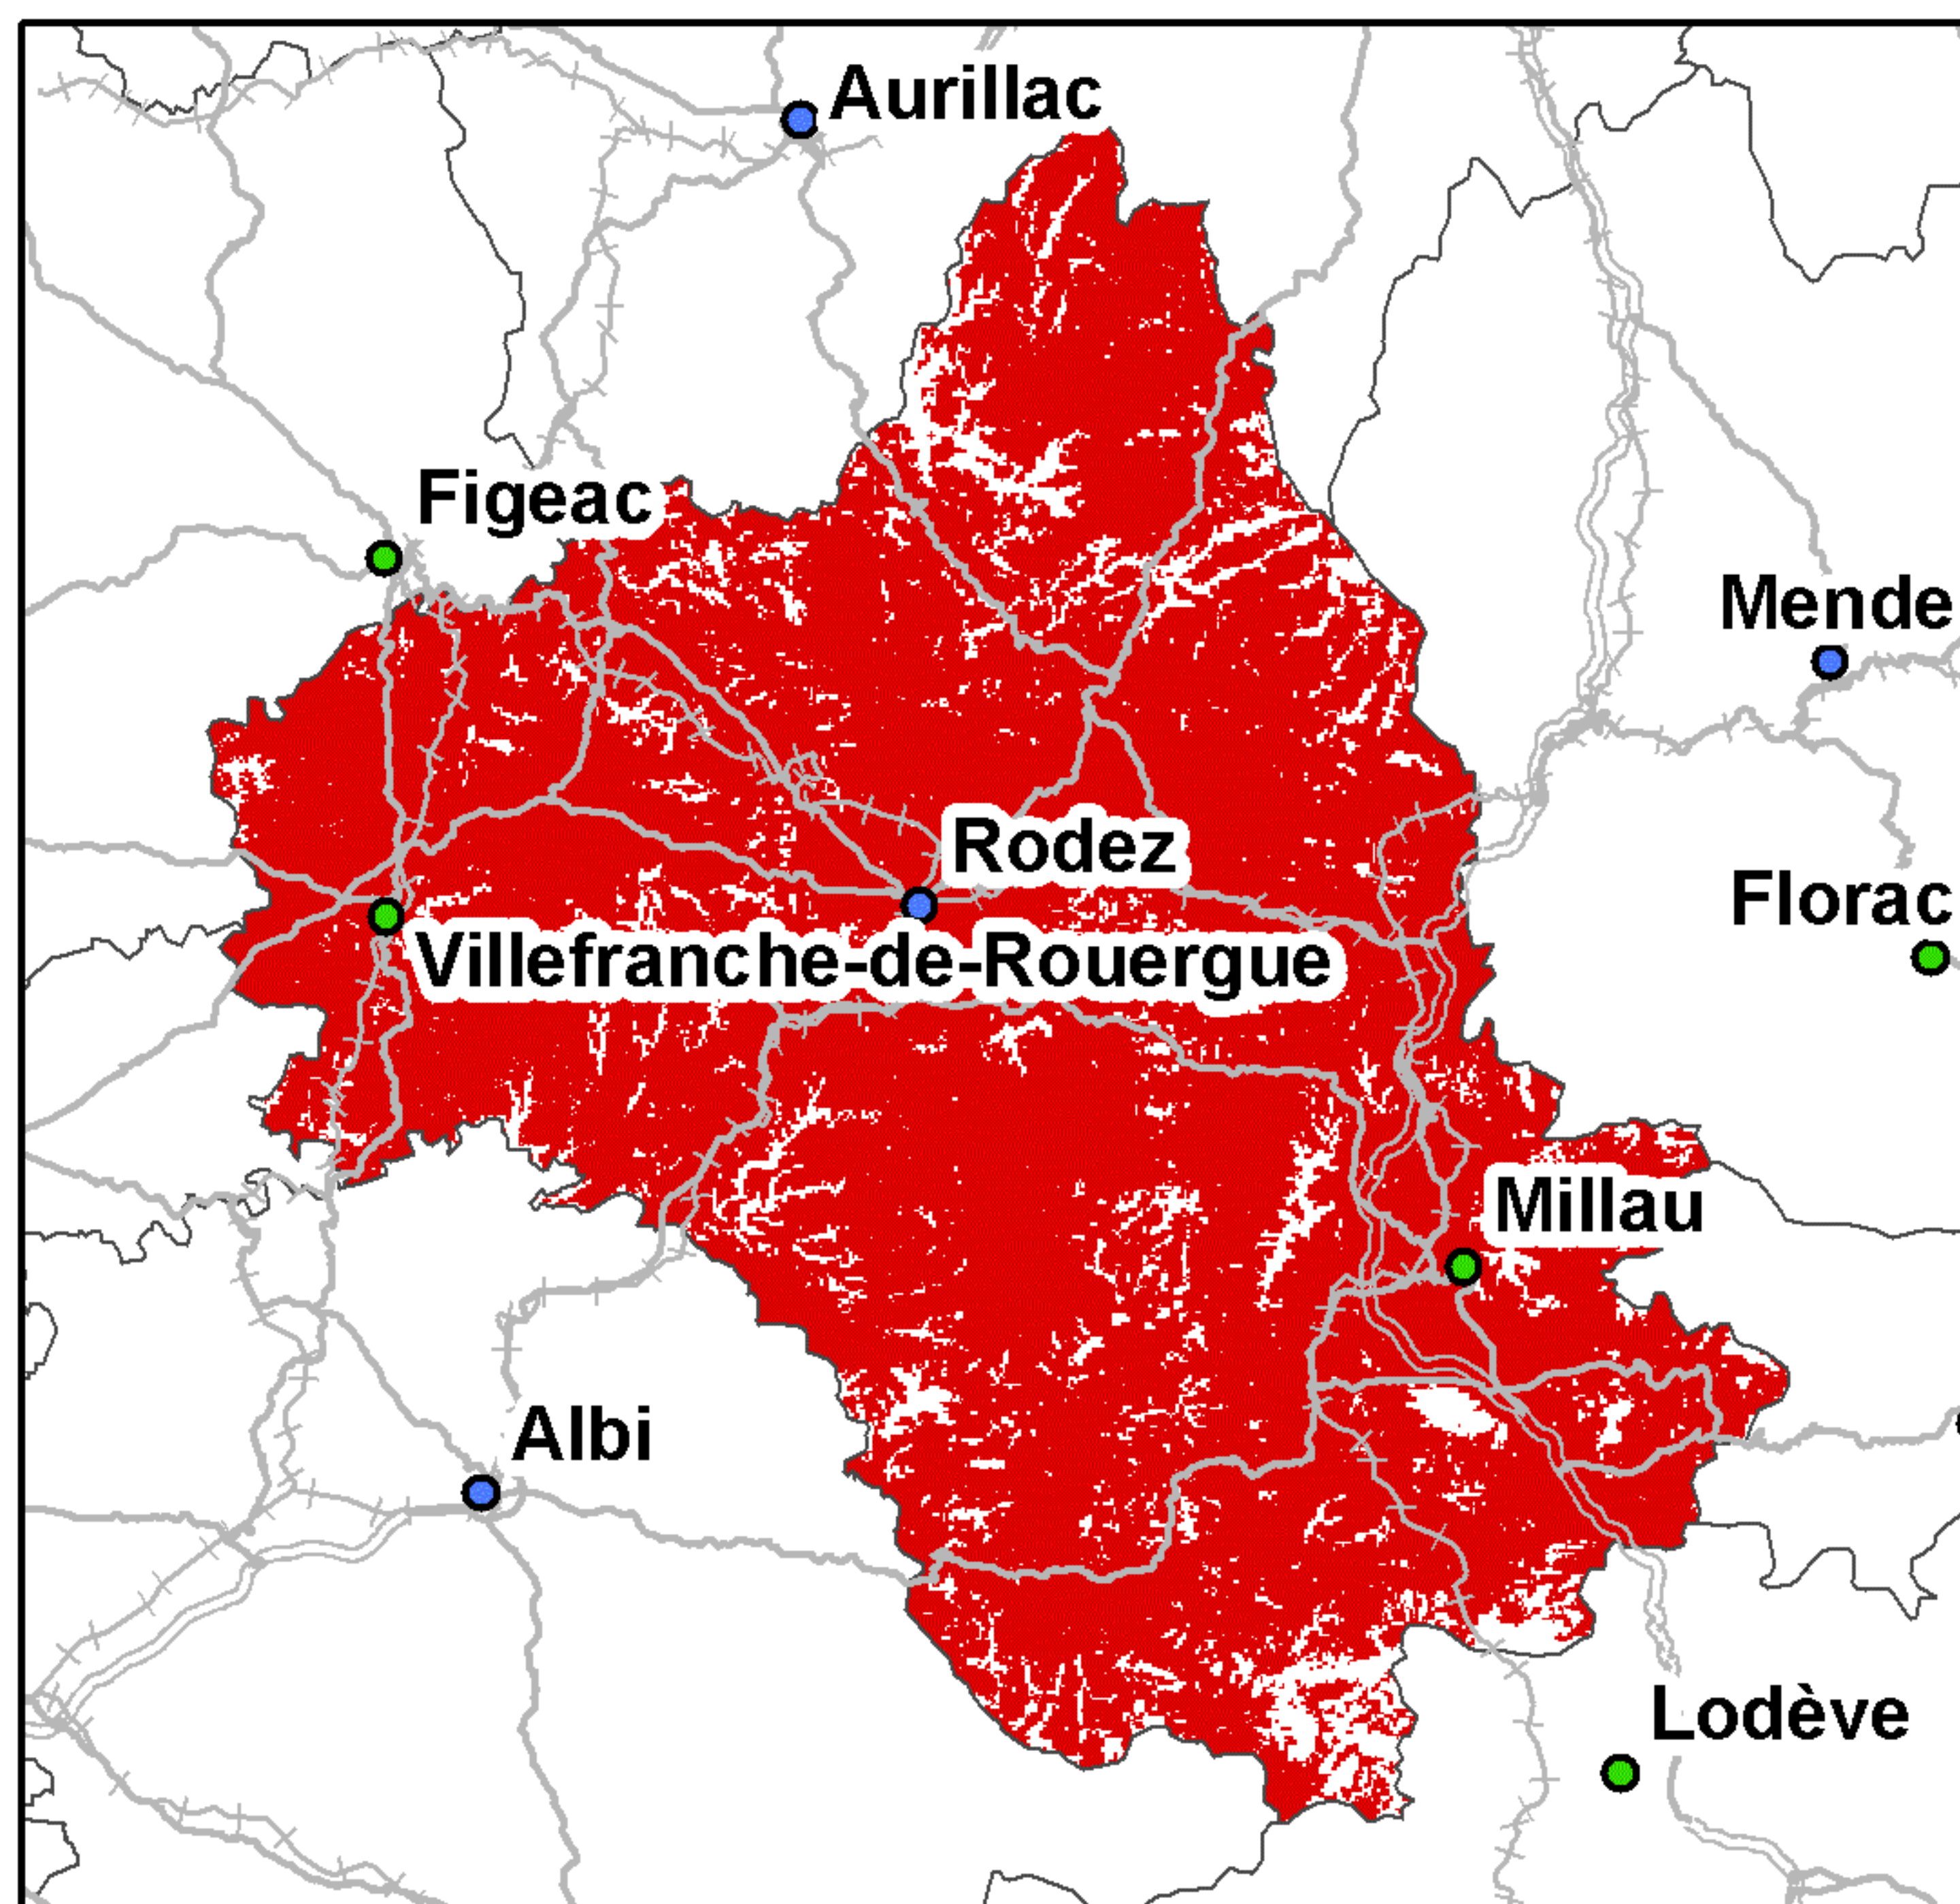 Aurillac
Figeac
Mende
Rodez
Florac
Villefranche-de-Rouergue
Millau
Albi
Lodève